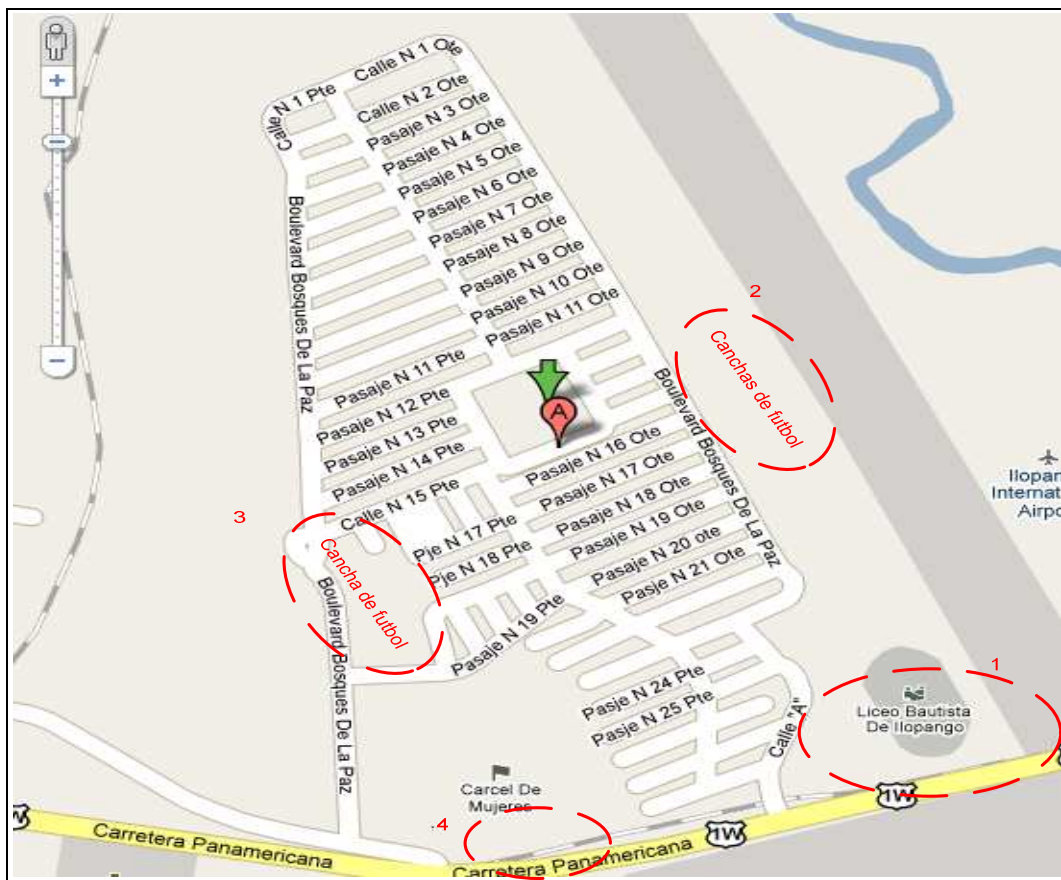 Calle N 1 Ote
Calle N 1 Pte
Calle N 2 Ote
Pasaje N 3 Ote
Pasaje N 4 Ote
Pasaje N 5 Ote
Pasaje N 6 Ote
Pasaje N 7 Ote
Pasaje N 8 Ote
Pasaje N 9 Ote
Pasaje N 10 Ote
Pasaje N 11 Ote
Boulevard Bosques De La Paz
2
Canchas de futbol
Pasaje N 11 Pte
Pasaje N 12 Pte
Pasaje N 13 Pte
Pasaje N 14 Pte
Calle N 15 Pte
A
Boulevard Bosques De La Paz
Pasaje N 16 Ote
Pasaje N 17 Ote
Pasaje N 18 Ote
Pasaje N 19 Ote
Pasaje N 20 ote
Pasje N 21 Ote
Ilopan
Internat
Airpo
3
Cancha de futbol
Pje N 17 Pte
Pje N 18 Pte
Pasaje N 19 Pte
Boulevard Bosques De La Paz
Pasje N 24 Pte
Pasje N 25 Pte
Calle "A"
1
Liceo Bautista
De Ilopango
Carcel De
Mujeres
.4
1W
1W
W
Carretera Panamericana
Carretera Panamericana